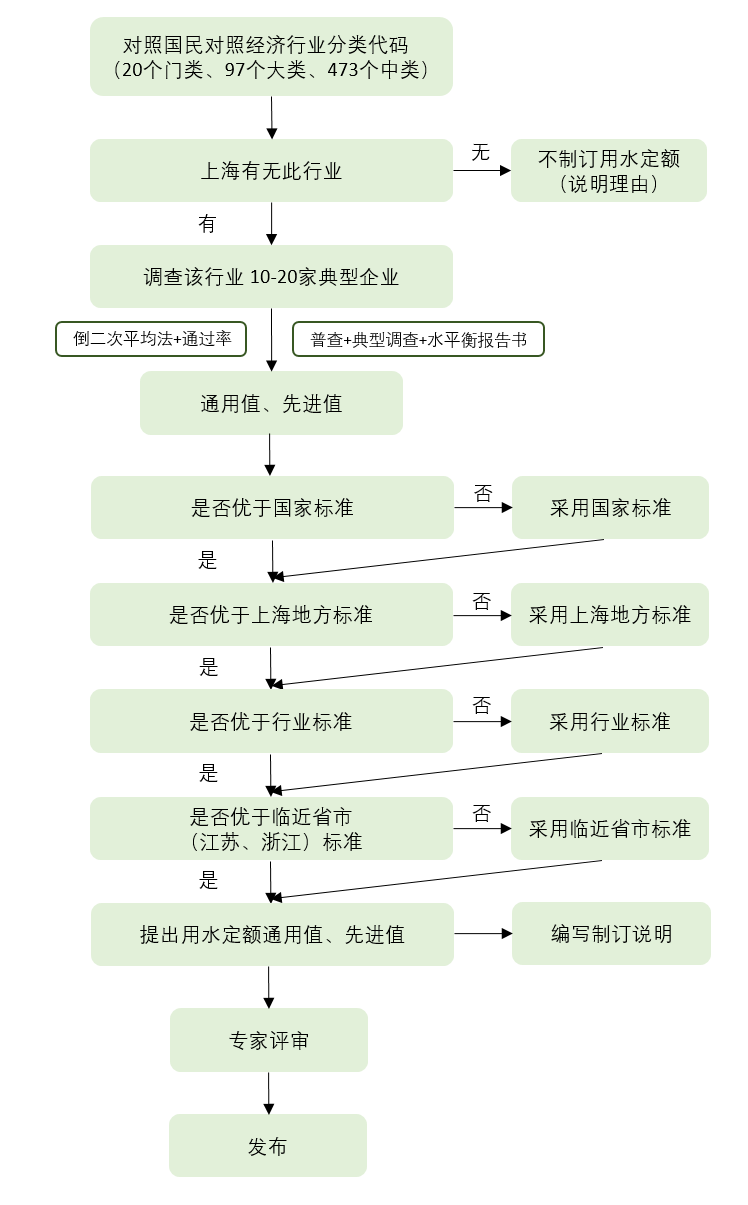 对照国民对照经济行业分类代码
（20个门类、97个大类、473个中类）
上海有无此行业
无
不制订用水定额
（说明理由）
有
调查该行业 10-20家典型企业
倒二次平均法+通过率
普查+典型调查+水平衡报告书
通用值、先进值
是否优于国家标准
否
采用国家标准
是
是否优于上海地方标准
否
采用上海地方标准
是
是否优于行业标准
否
采用行业标准
是
是否优于临近省市
（江苏、浙江）标准
否
采用临近省市标准
是
提出用水定额通用值、先进值
编写制订说明
专家评审
发布